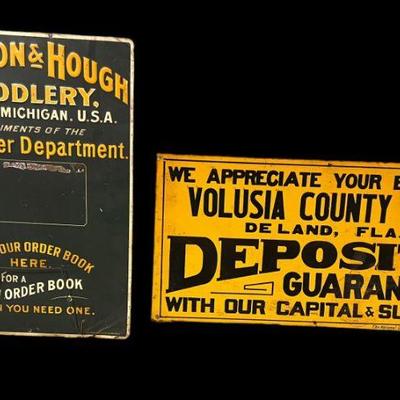 ON & HOUGH
DDLERY,
MICHIGAN. U.S.A.
IMENTS OF THE
er Department.
OUR ORDER BOOK
HERE.
FOR A
ORDER BOOK
N YOU NEED ONE.
WE APPRECIATE YOUR B
VOLUSIA COUNTY
DE LAND, FLA.
DEPOSIT
GUARAN
WITH OUR CAPITAL & SU